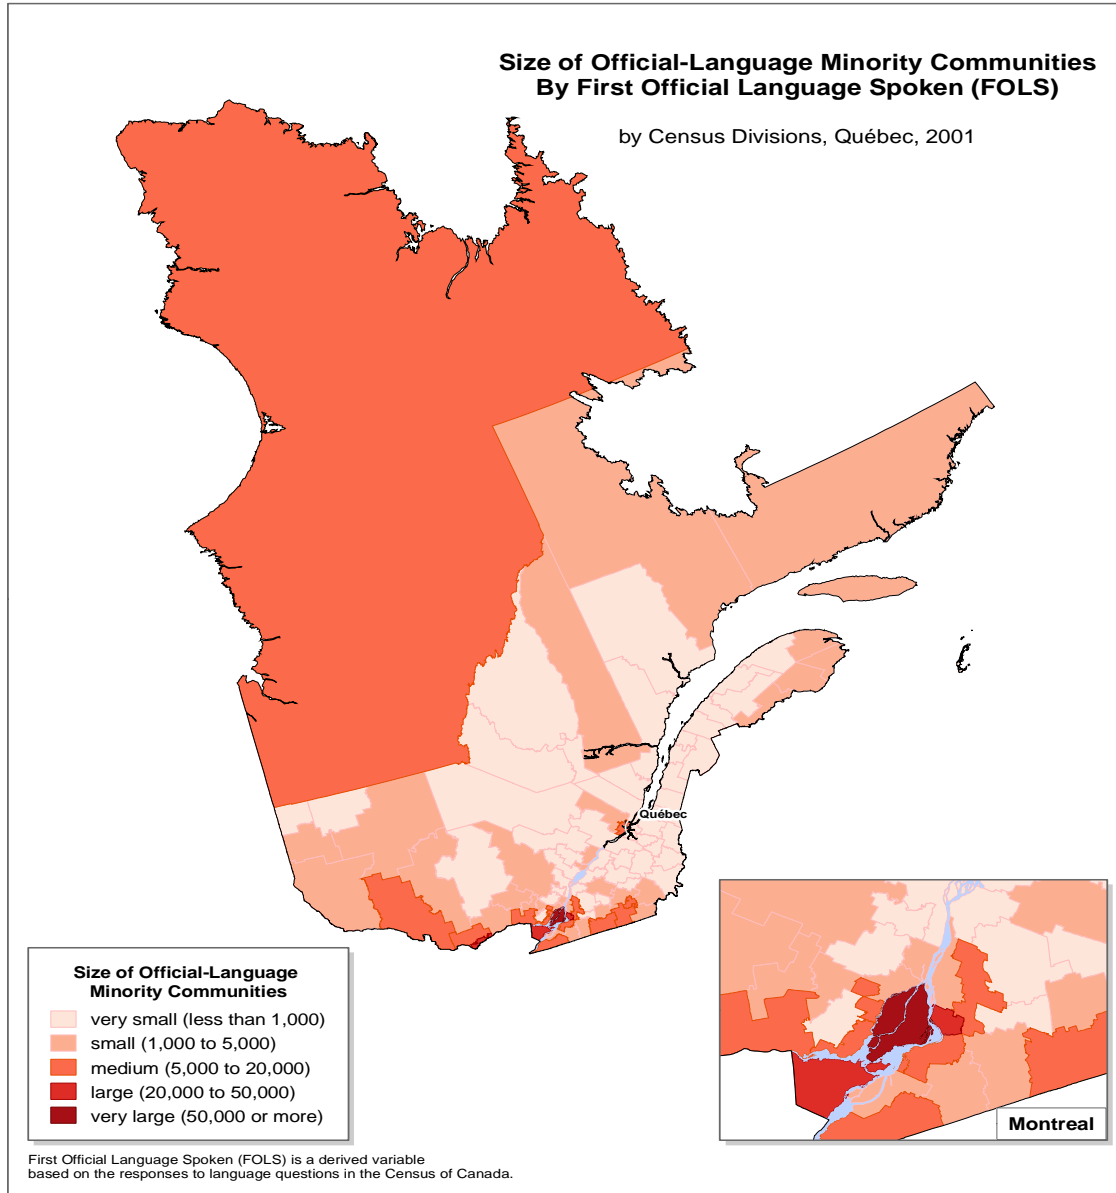 Size of Official-Language Minority Communities
By First Official Language Spoken (FOLS)
by Census Divisions, Québec, 2001
Québec
Size of Official-Language
Minority Communities
very small (less than 1,000)
small (1,000 to 5,000)
medium (5,000 to 20,000)
large (20,000 to 50,000)
very large (50,000 or more)
Montreal
First Official Language Spoken (FOLS) is a derived variable
based on the responses to language questions in the Census of Canada.